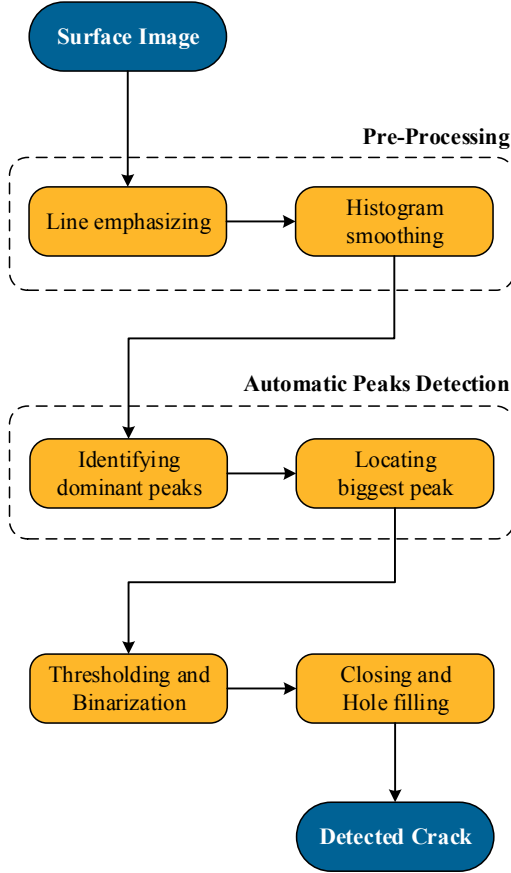 Surface Image
Pre-Processing
Line emphasizing
Histogram
smoothing
Automatic Peaks Detection
Identifying
dominant peaks
Locating
biggest peak
Thresholding and
Binarization
Closing and
Hole filling
Detected Crack